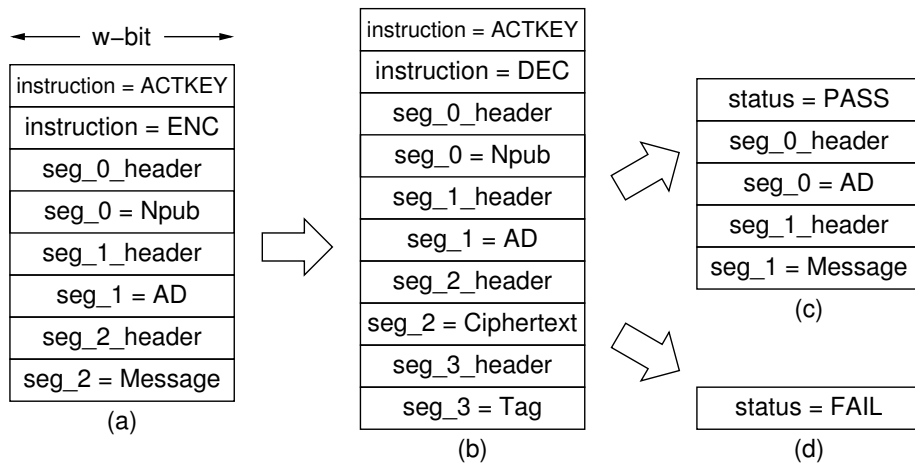 w–bit
instruction = ACTKEY
instruction = ENC
seg_0_header
seg_0 = Npub
seg_1_header
seg_1 = AD
seg_2_header
seg_2 = Message
(a)
instruction = ACTKEY
instruction = DEC
seg_0_header
seg_0 = Npub
seg_1_header
seg_1 = AD
seg_2_header
seg_2 = Ciphertext
seg_3_header
seg_3 = Tag
(b)
status = PASS
seg_0_header
seg_0 = AD
seg_1_header
seg_1 = Message
(c)
status = FAIL
(d)